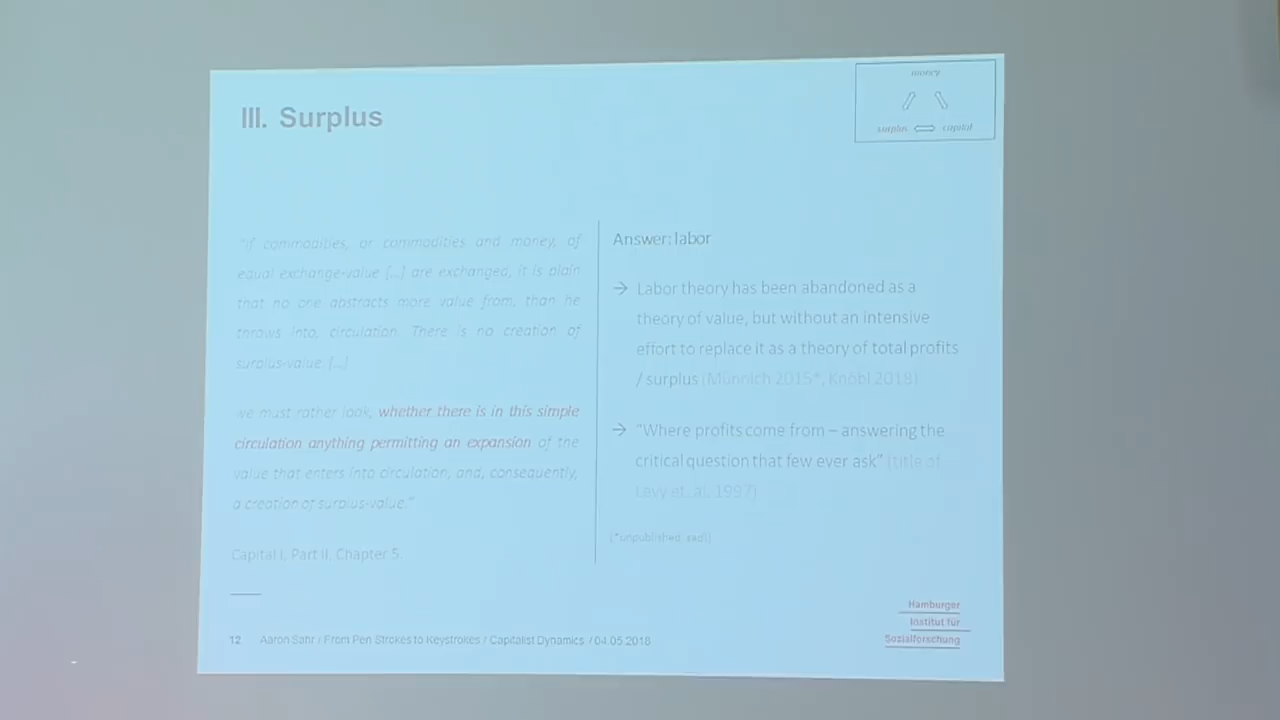 III. Surplus
money
surplus
capital
"If commodities, or commodities and money, of
equal exchange-value [...] are exchanged, it is plain
that no one abstracts more value from, than he
throws into, circulation. There is no creation of
surplus-value. [...]
we must rather look, whether there is in this simple
circulation anything permitting an expansion of the
value that enters into circulation, and, consequently,
a creation of surplus-value."
Capital I, Part II. Chapter 5.
Answer: labor
→ Labor theory has been abandoned as a
theory of value, but without an intensive
effort to replace it as a theory of total profits
/ surplus (Münnich 2015*, Knöbl 2018)
→ "Where profits come from – answering the
critical question that few ever ask" (title of
Levy et. al. 1997)
(*unpublished, sad!)
12 Aaron Sahr / From Pen Strokes to Keystrokes / Capitalist Dynamics / 04.05.2018
Hamburger
Institut für
Sozialforschung